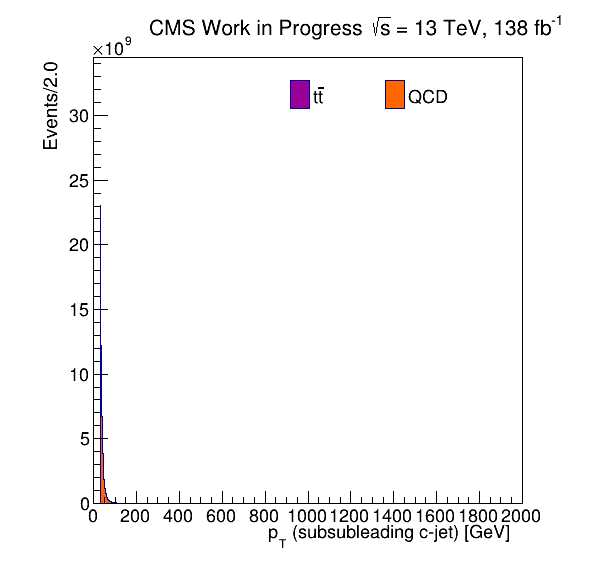 CMS Work in Progress √s = 13 TeV, 138 fb⁻¹
×10⁹
Events/2.0
tt̄
QCD
30
25
20
15
10
5
0
0 200 400 600 800 1000 1200 1400 1600 1800 2000
p_T (subsubleading c-jet) [GeV]